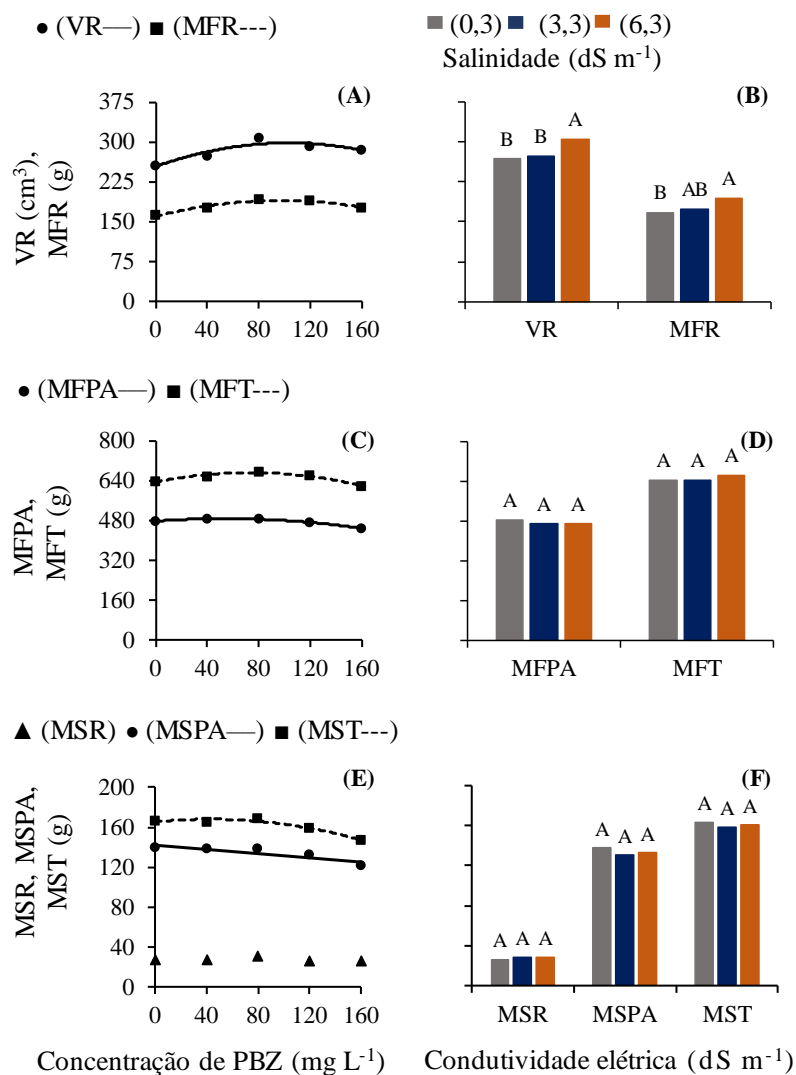 ● (VR—) ■ (MFR---)
(0,3) (3,3) (6,3)
Salinidade (dS m⁻¹)
(A)
VR (cm³),
MFR (g)
375
300
225
150
75
0
0 40 80 120 160
(B)
B B A
B AB A
VR MFR
● (MFPA—) ■ (MFT---)
(C)
MFPA,
MFT (g)
800
640
480
320
160
0
0 40 80 120 160
(D)
A A A
A A A
MFPA MFT
▲ (MSR) ● (MSPA—) ■ (MST---)
(E)
MSR, MSPA,
MST (g)
200
160
120
80
40
0
0 40 80 120 160
Concentração de PBZ (mg L⁻¹)
(F)
A A A
A A A
A A A
MSR MSPA MST
Condutividade elétrica (dS m⁻¹)